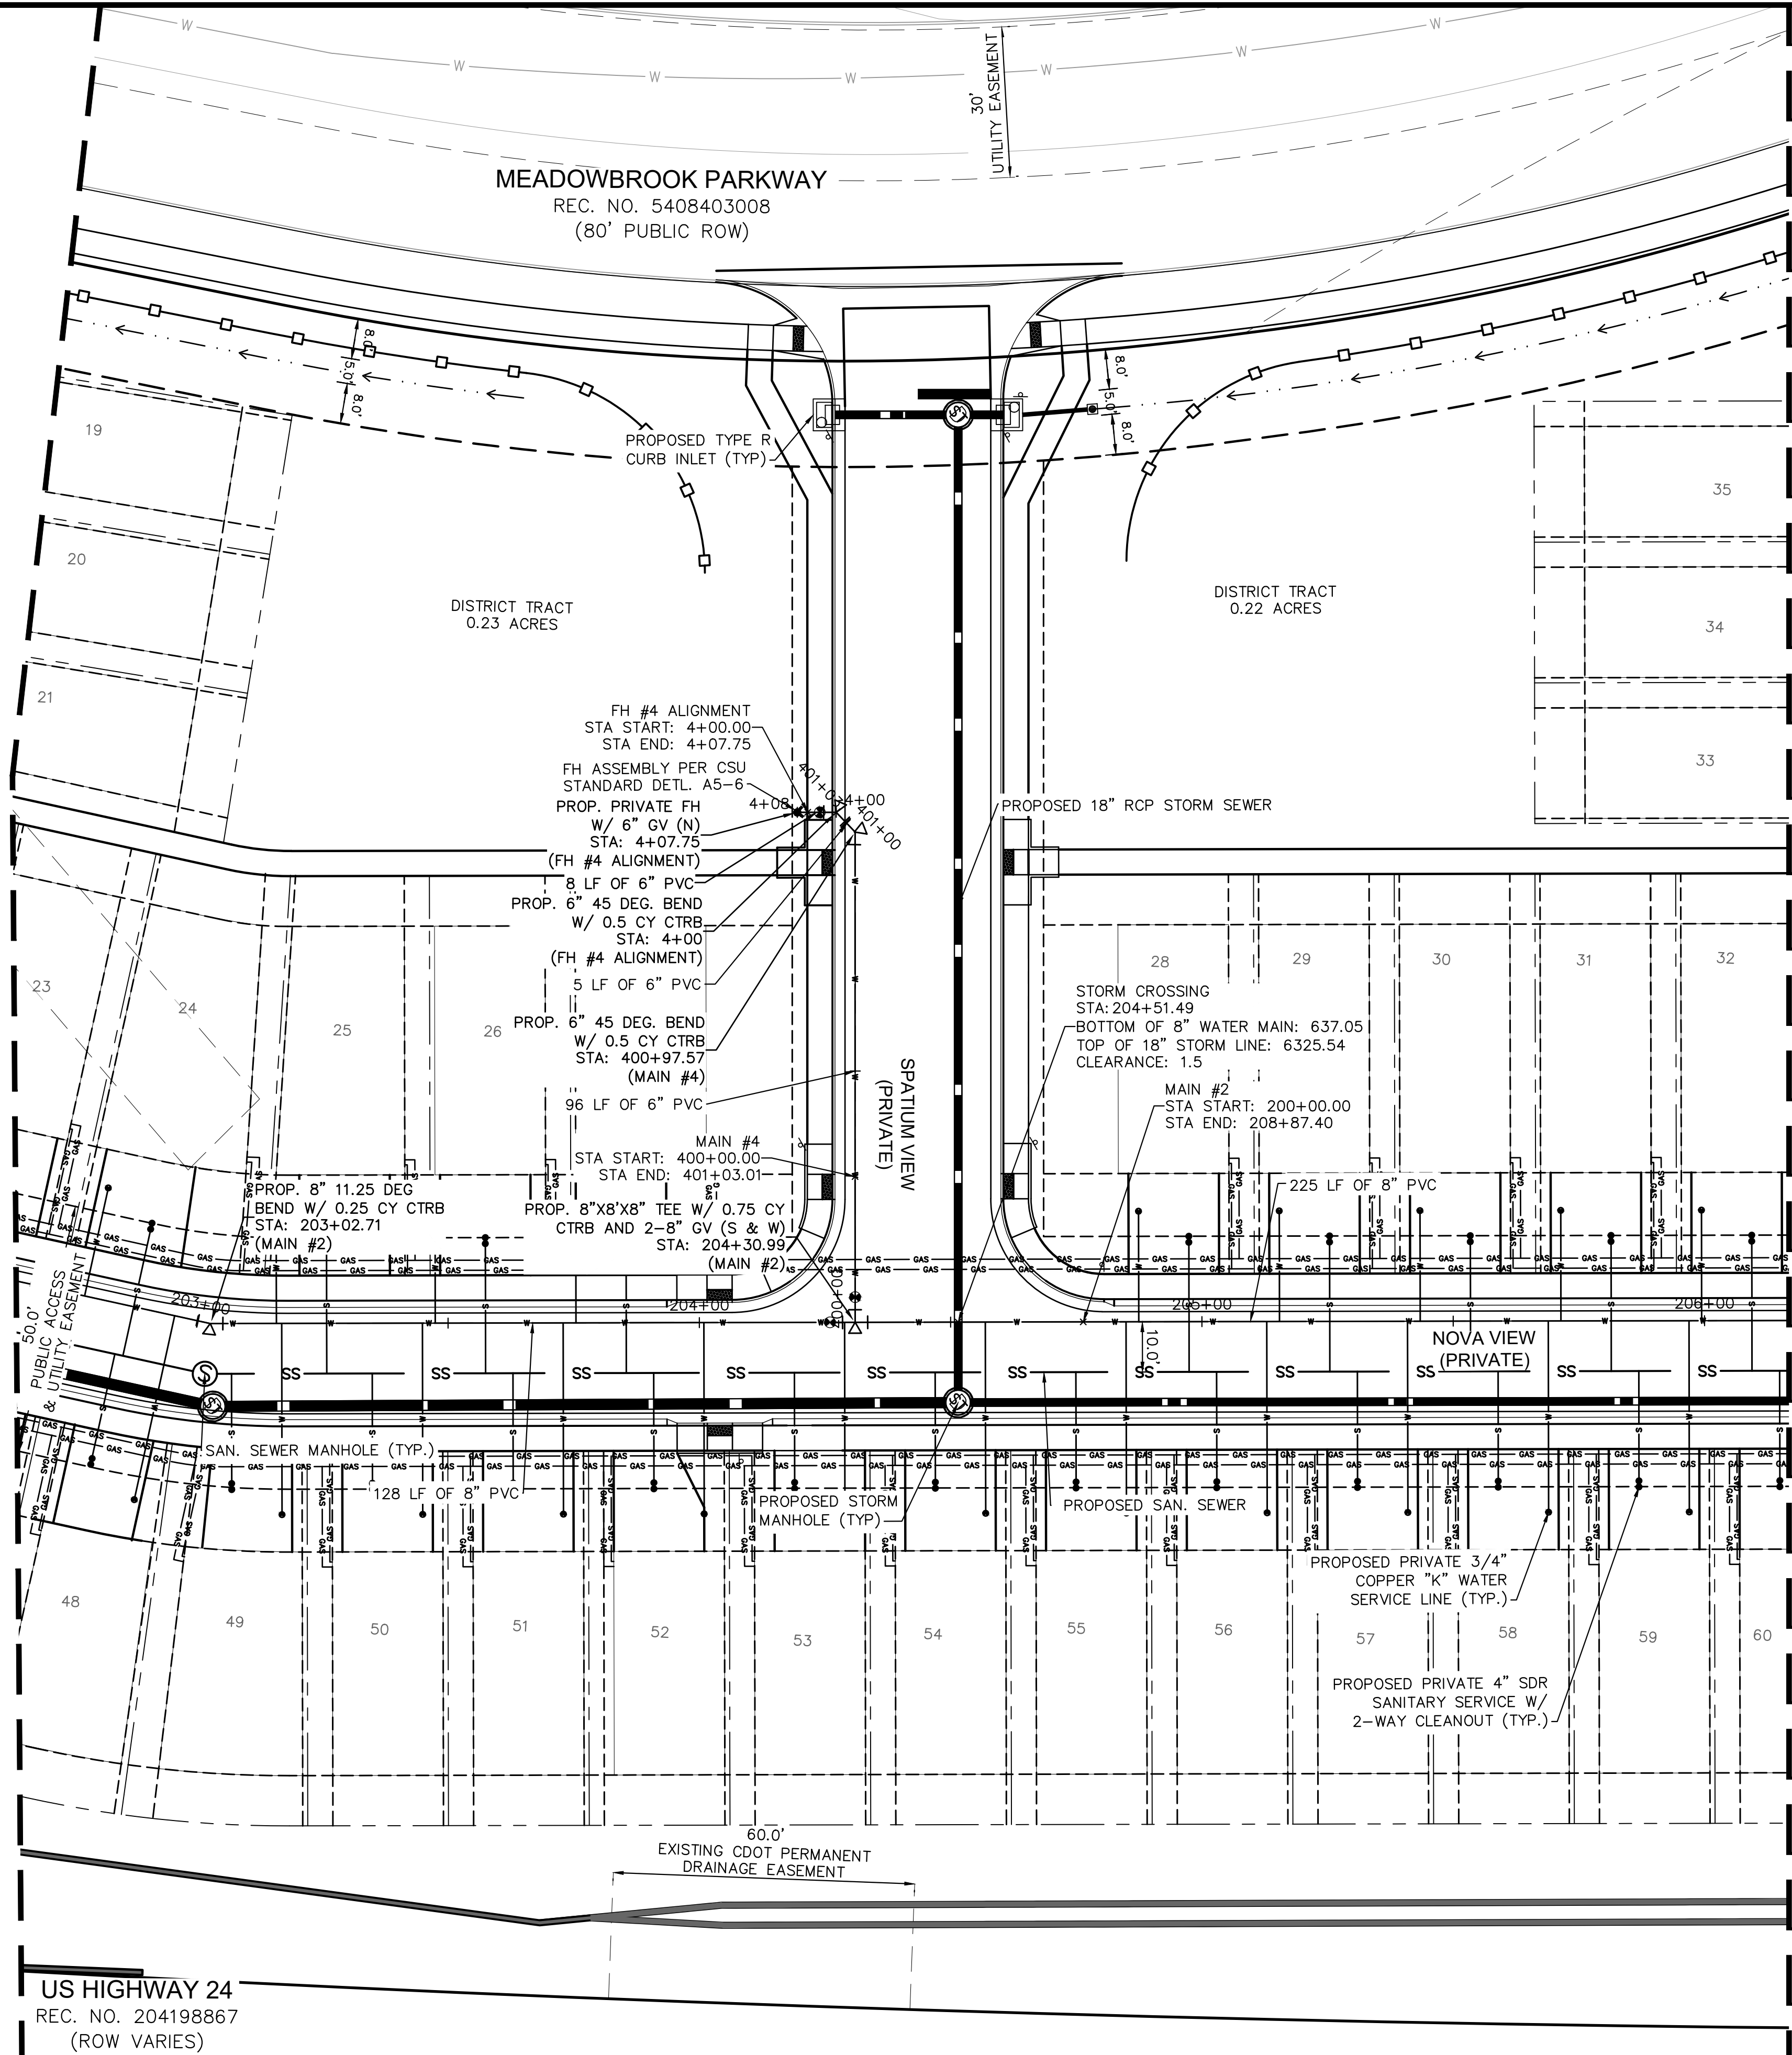 30'
UTILITY EASEMENT
MEADOWBROOK PARKWAY
REC. NO. 5408403008
(80' PUBLIC ROW)
W W W W W W W
8.0'
5.0'
8.0'
8.0'
5.0'
8.0'
19
20
21
PROPOSED TYPE R
CURB INLET (TYP)
35
34
33
DISTRICT TRACT
0.23 ACRES
DISTRICT TRACT
0.22 ACRES
FH #4 ALIGNMENT
STA START: 4+00.00
STA END: 4+07.75
FH ASSEMBLY PER CSU
STANDARD DETL. A5-6
PROP. PRIVATE FH
W/ 6" GV (N)
STA: 4+07.75
(FH #4 ALIGNMENT)
4+08
4+00
401+00
8 LF OF 6" PVC
PROP. 6" 45 DEG. BEND
W/ 0.5 CY CTRB
STA: 4+00
(FH #4 ALIGNMENT)
5 LF OF 6" PVC
PROP. 6" 45 DEG. BEND
W/ 0.5 CY CTRB
STA: 400+97.57
(MAIN #4)
96 LF OF 6" PVC
MAIN #4
STA START: 400+00.00
STA END: 401+03.01
PROP. 8"X8'X8" TEE W/ 0.75 CY
CTRB AND 2-8" GV (S & W)
STA: 204+30.99
(MAIN #2)
PROPOSED 18" RCP STORM SEWER
23
24
25
26
28
29
30
31
32
STORM CROSSING
STA: 204+51.49
BOTTOM OF 8" WATER MAIN: 637.05
TOP OF 18" STORM LINE: 6325.54
CLEARANCE: 1.5
MAIN #2
STA START: 200+00.00
STA END: 208+87.40
SPATIUM VIEW
(PRIVATE)
225 LF OF 8" PVC
PROP. 8" 11.25 DEG
BEND W/ 0.25 CY CTRB
STA: 203+02.71
(MAIN #2)
50.0'
PUBLIC ACCESS
& UTILITY EASEMENT
GAS GAS GAS GAS GAS GAS GAS GAS
203+00
204+00
205+00
206+00
10.0'
NOVA VIEW
(PRIVATE)
SS SS SS SS SS SS SS SS SS SS SS
SAN. SEWER MANHOLE (TYP.)
128 LF OF 8" PVC
PROPOSED STORM
MANHOLE (TYP)
PROPOSED SAN. SEWER
PROPOSED PRIVATE 3/4"
COPPER "K" WATER
SERVICE LINE (TYP.)
48
49
50
51
52
53
54
55
56
57
58
59
60
PROPOSED PRIVATE 4" SDR
SANITARY SERVICE W/
2-WAY CLEANOUT (TYP.)
60.0'
EXISTING CDOT PERMANENT
DRAINAGE EASEMENT
US HIGHWAY 24
REC. NO. 204198867
(ROW VARIES)